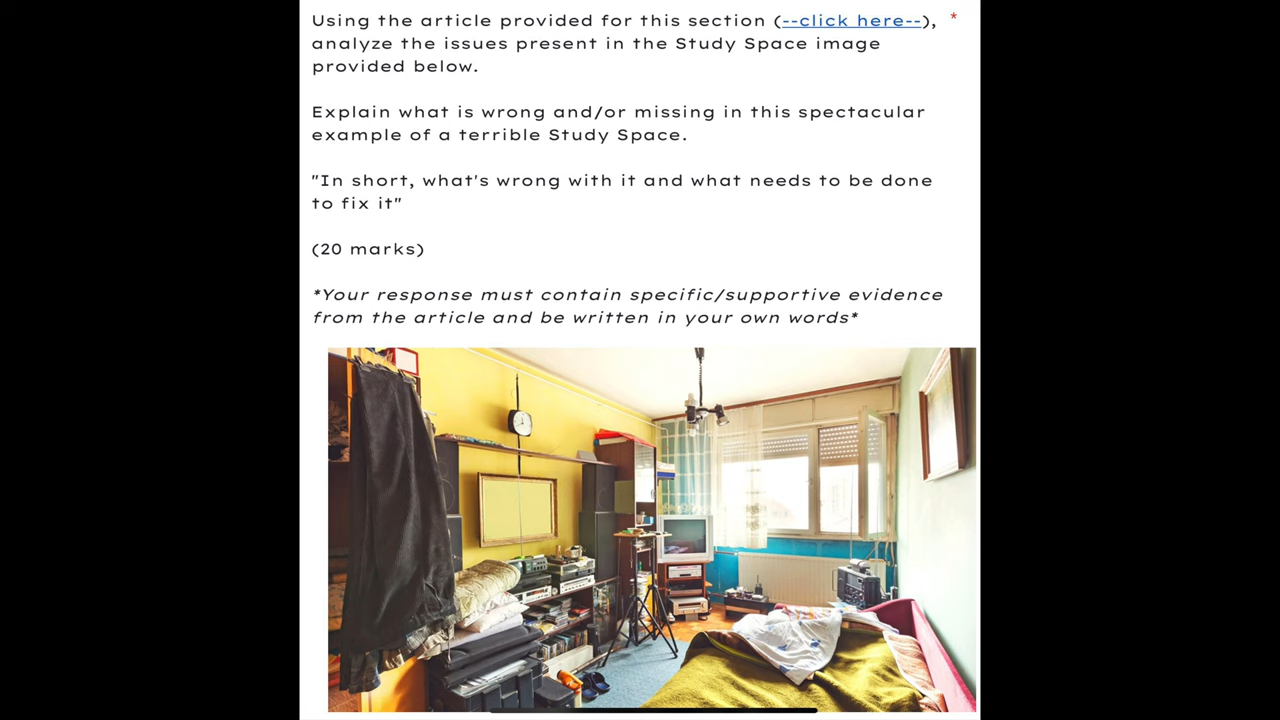 Using the article provided for this section (--click here--), *
analyze the issues present in the Study Space image
provided below.
Explain what is wrong and/or missing in this spectacular
example of a terrible Study Space.
"In short, what's wrong with it and what needs to be done
to fix it"
(20 marks)
*Your response must contain specific/supportive evidence
from the article and be written in your own words*